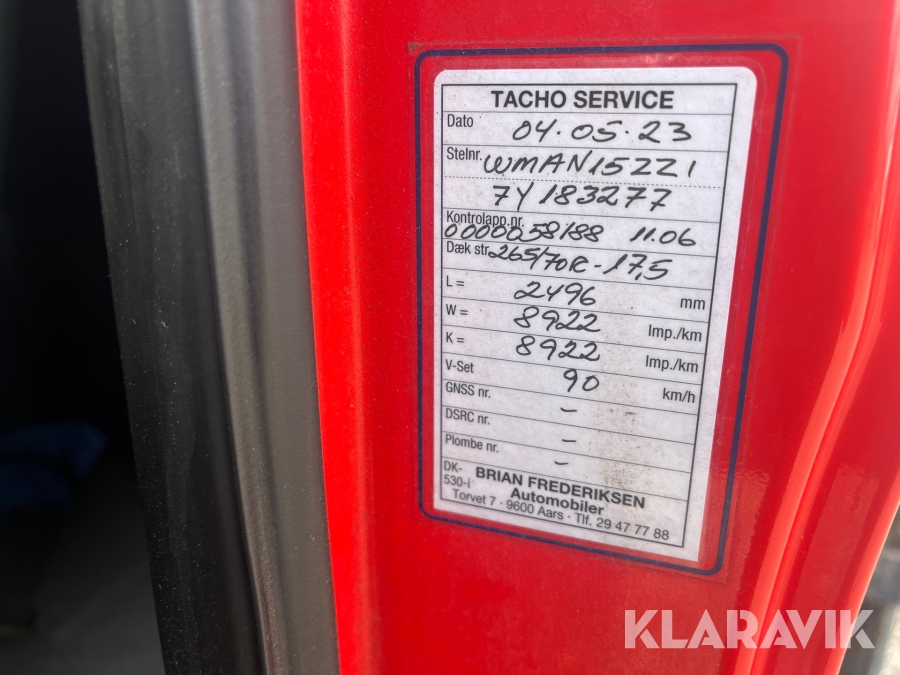 TACHO SERVICE
Dato 04.05.23
Stelnr. WMAN15ZZ1
7Y183277
Kontrolapp.nr.
0000058188 11.06
Dæk str. 265/70R-17,5
L = 2496 mm
W = 8922 Imp./km
K = 8922 Imp./km
V-Set 90 km/h
GNSS nr. –
DSRC nr. –
Plombe nr. –
DK-
530-i
BRIAN FREDERIKSEN
Automobiler
Torvet 7 · 9600 Aars · Tlf. 29 47 77 88
KLARAVIK